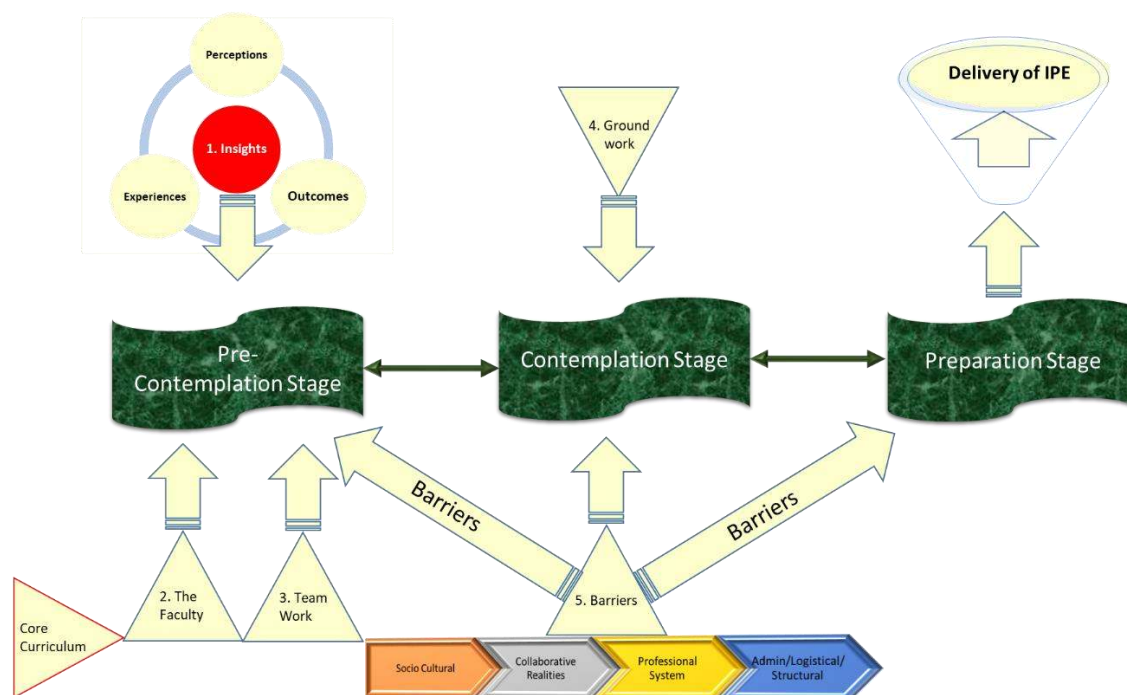 Perceptions
1. Insights
Experiences
Outcomes
4. Ground
work
Delivery of IPE
Pre-
Contemplation Stage
Contemplation Stage
Preparation Stage
Barriers
Barriers
2. The
Faculty
3. Team
Work
5. Barriers
Core
Curriculum
Socio Cultural
Collaborative
Realities
Professional
System
Admin/Logistical/
Structural